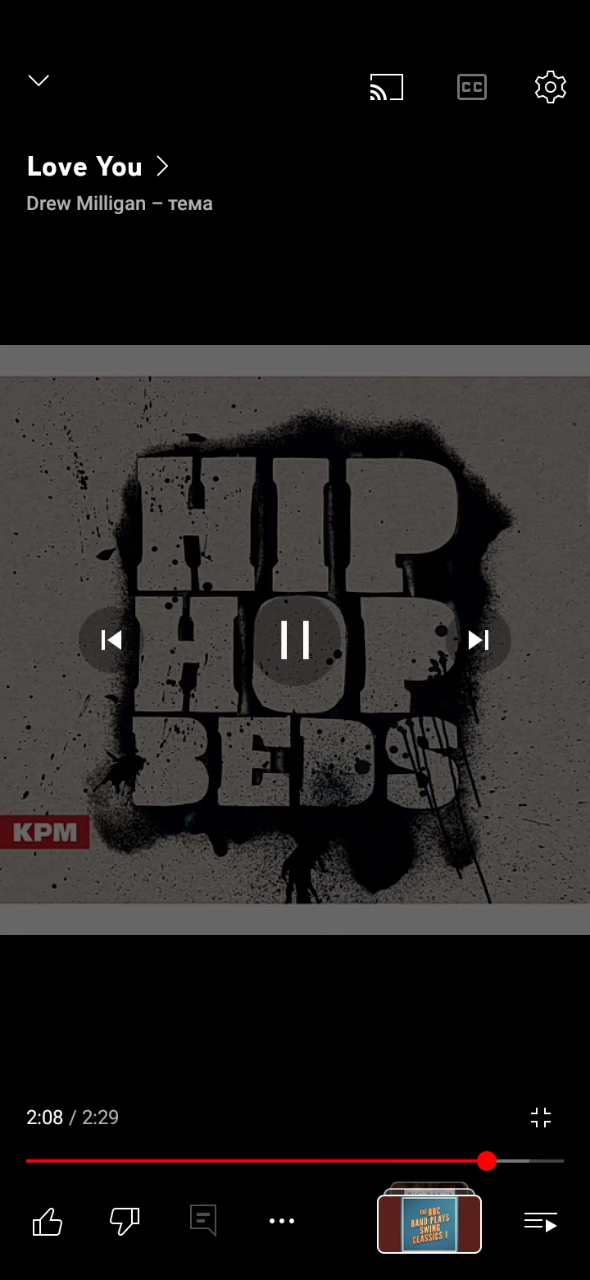 CC
Love You
Drew Milligan – тема
HIP
HOP
BEDS
KPM
2:08 / 2:29
THE BBC
BAND PLAYS
SWING
CLASSICS !